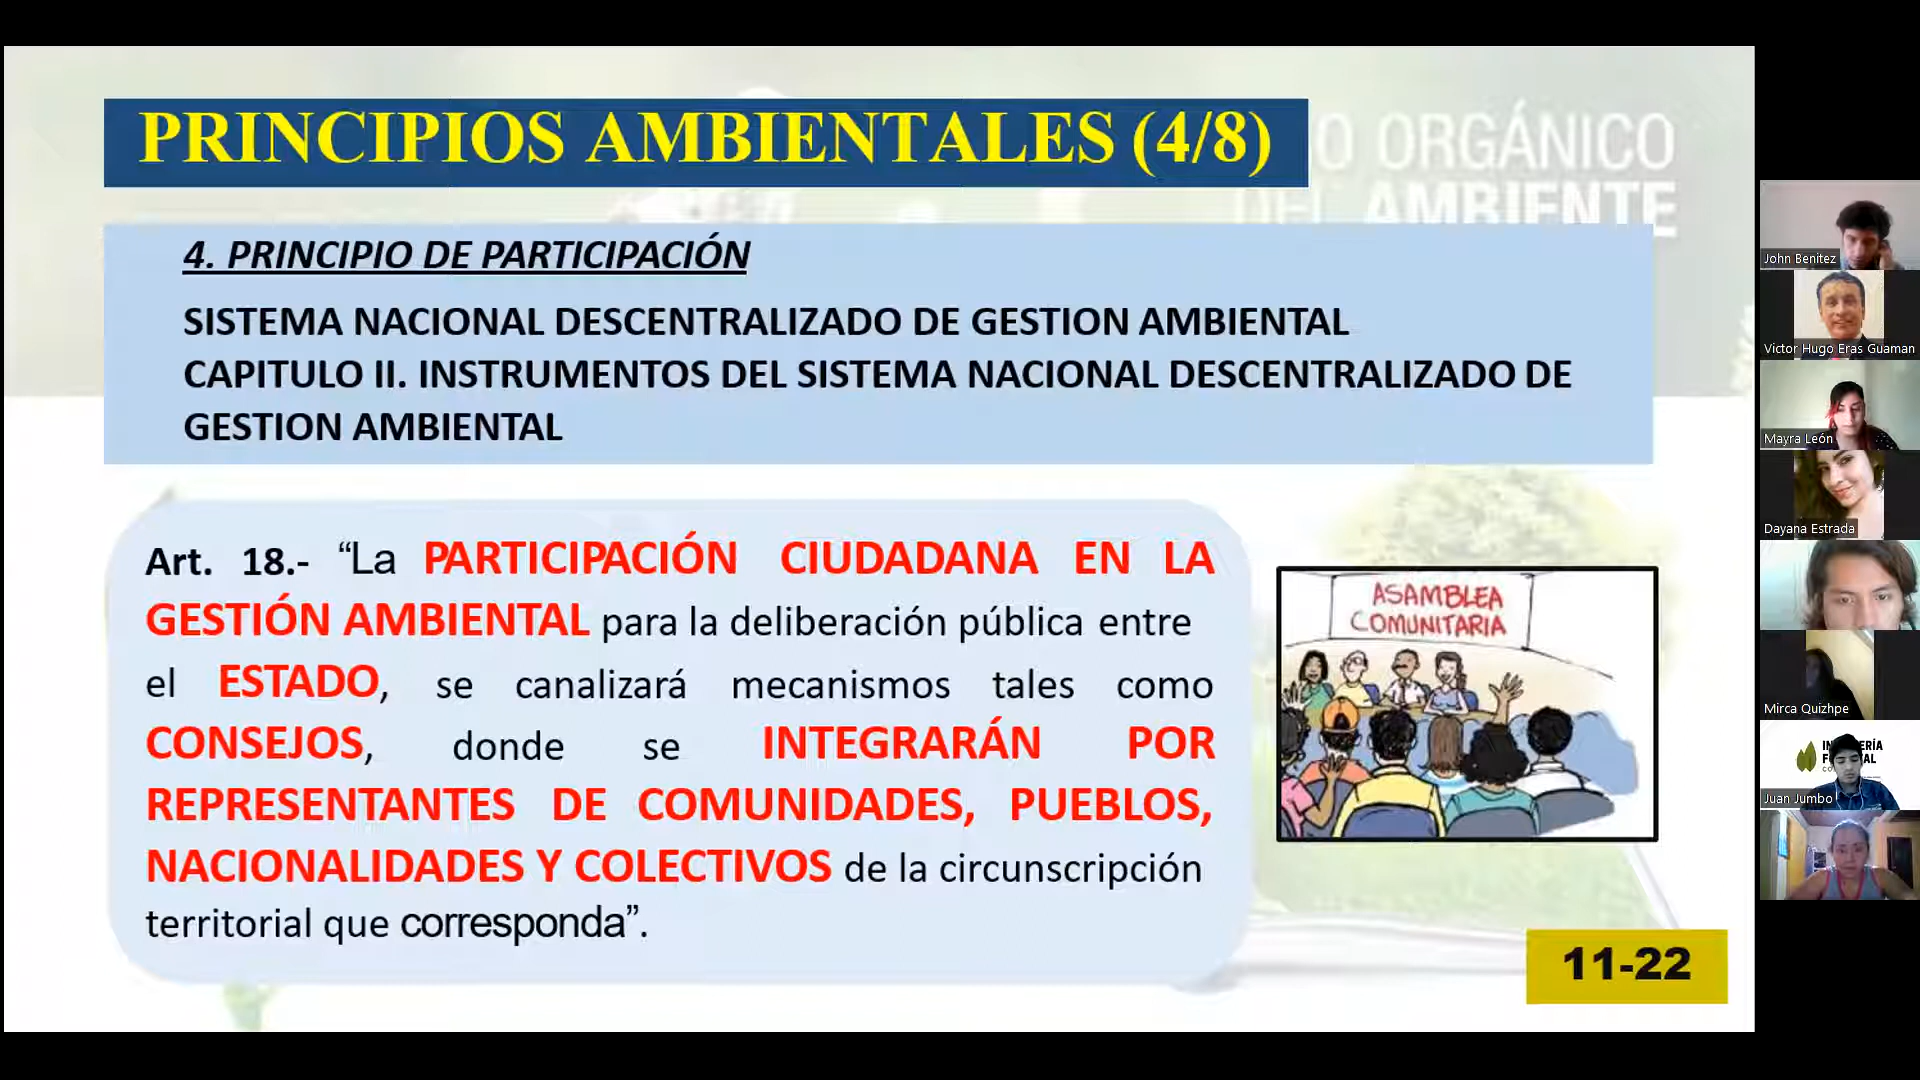 PRINCIPIOS AMBIENTALES (4/8)
O ORGÁNICO
DEL AMBIENTE
4. PRINCIPIO DE PARTICIPACIÓN
SISTEMA NACIONAL DESCENTRALIZADO DE GESTION AMBIENTAL
CAPITULO II. INSTRUMENTOS DEL SISTEMA NACIONAL DESCENTRALIZADO DE
GESTION AMBIENTAL
Art. 18.- “La PARTICIPACIÓN CIUDADANA EN LA
GESTIÓN AMBIENTAL para la deliberación pública entre
el ESTADO, se canalizará mecanismos tales como
CONSEJOS, donde se INTEGRARÁN POR
REPRESENTANTES DE COMUNIDADES, PUEBLOS,
NACIONALIDADES Y COLECTIVOS de la circunscripción
territorial que corresponda”.
ASAMBLEA
COMUNITARIA
11-22
John Benitez
Victor Hugo Eras Guaman
Mayra León
Dayana Estrada
Mirca Quizhpe
Juan Jumbo